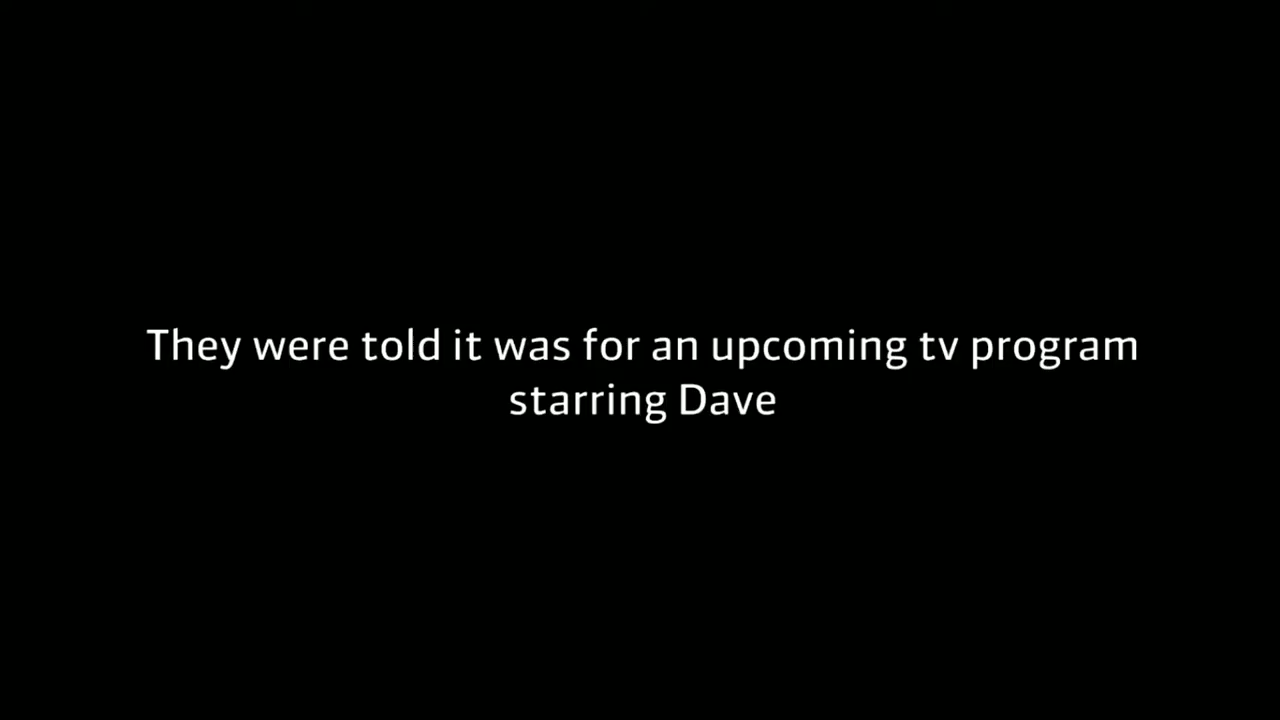 They were told it was for an upcoming tv program
starring Dave